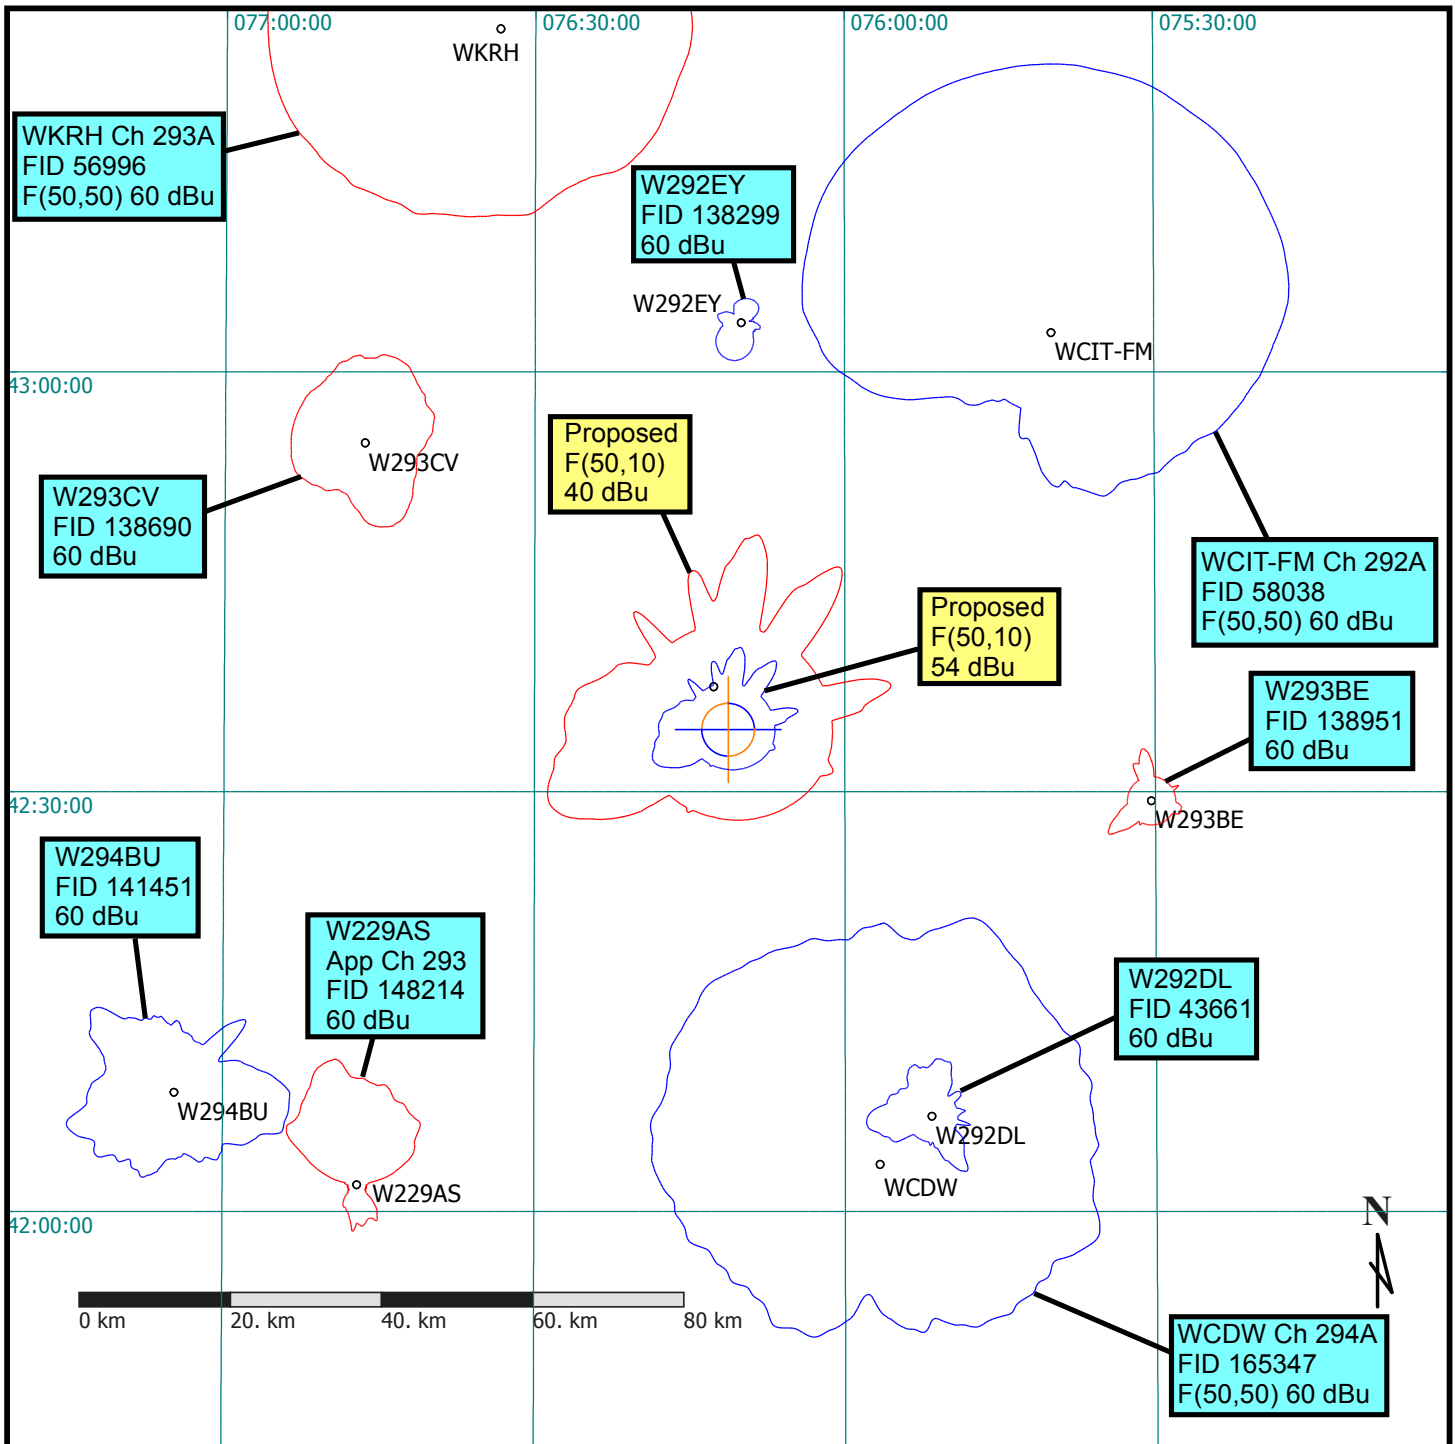 077:00:00
076:30:00
076:00:00
075:30:00
WKRH
WKRH Ch 293A
FID 56996
F(50,50) 60 dBu
W292EY
FID 138299
60 dBu
W292EY
WCIT-FM
43:00:00
Proposed
F(50,10)
40 dBu
W293CV
W293CV
FID 138690
60 dBu
WCIT-FM Ch 292A
FID 58038
F(50,50) 60 dBu
Proposed
F(50,10)
54 dBu
W293BE
FID 138951
60 dBu
42:30:00
W293BE
W294BU
FID 141451
60 dBu
W229AS
App Ch 293
FID 148214
60 dBu
W292DL
FID 43661
60 dBu
W294BU
W292DL
WCDW
W229AS
42:00:00
N
0 km
20. km
40. km
60. km
80 km
WCDW Ch 294A
FID 165347
F(50,50) 60 dBu